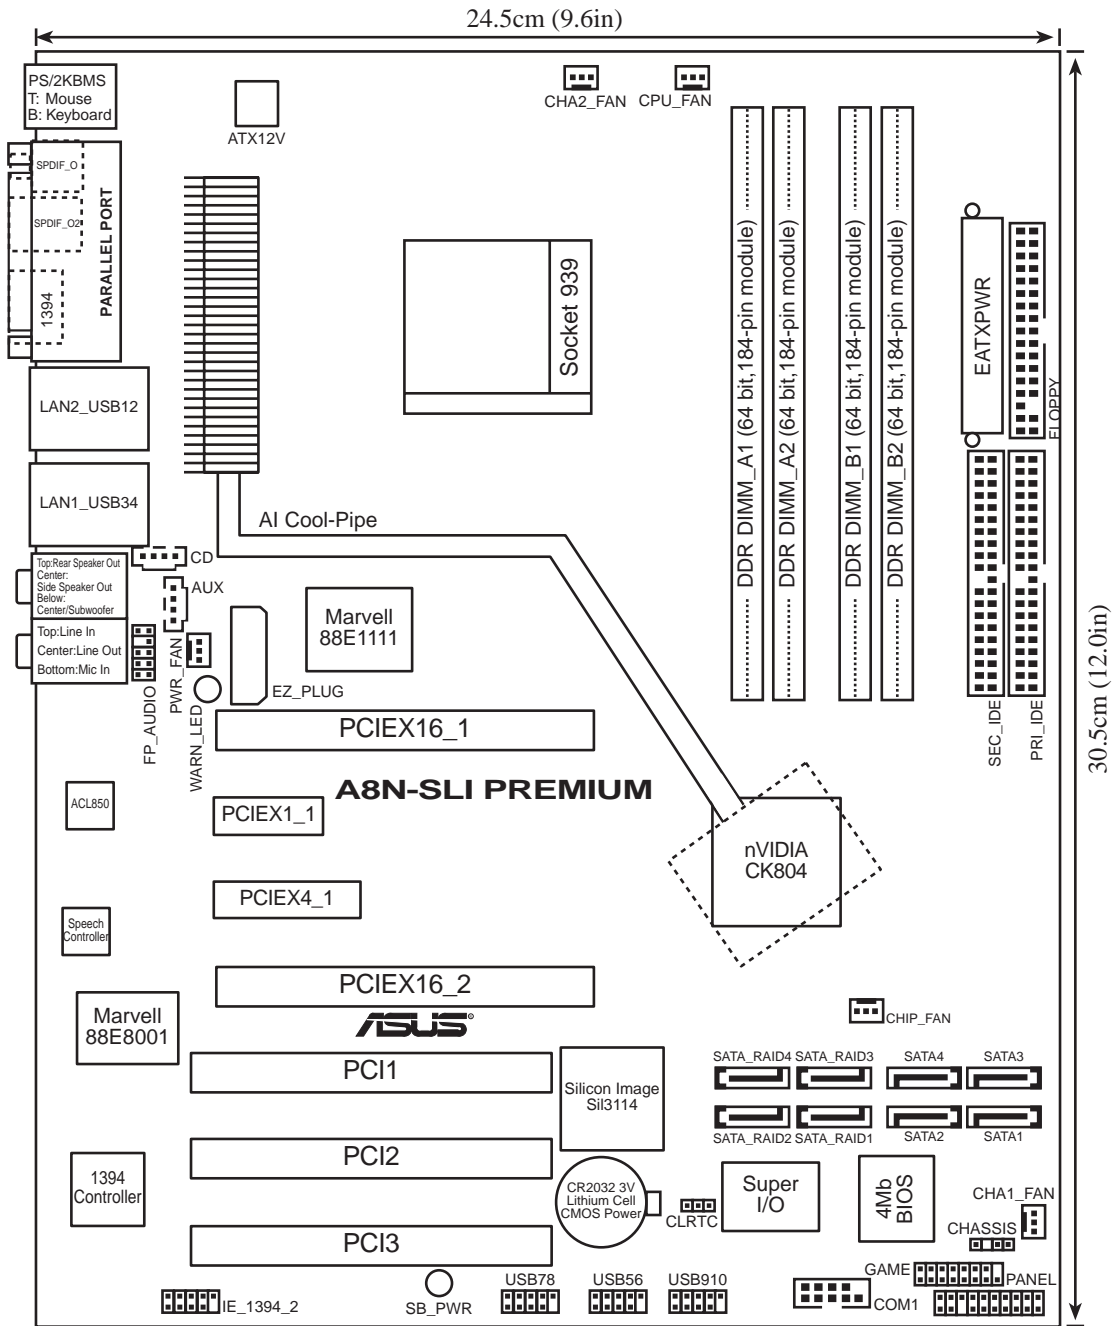 24.5cm (9.6in)
PS/2KBMS
T: Mouse
B: Keyboard
CHA2_FAN
CPU_FAN
ATX12V
SPDIF_O
SPDIF_O2
1394
PARALLEL PORT
Socket 939
DDR DIMM_A1 (64 bit,184-pin module)
DDR DIMM_A2 (64 bit,184-pin module)
DDR DIMM_B1 (64 bit,184-pin module)
DDR DIMM_B2 (64 bit,184-pin module)
EATXPWR
FLOPPY
LAN2_USB12
LAN1_USB34
AI Cool-Pipe
CD
Top:Rear Speaker Out
Center:
Side Speaker Out
Below:
Center/Subwoofer
AUX
Top:Line In
Center:Line Out
Bottom:Mic In
FP_AUDIO
PWR_FAN
WARN_LED
EZ_PLUG
Marvell
88E1111
SEC_IDE
PRI_IDE
30.5cm (12.0in)
PCIEX16_1
A8N-SLI PREMIUM
ACL850
PCIEX1_1
nVIDIA
CK804
PCIEX4_1
Speech
Controller
PCIEX16_2
ASUS®
Marvell
88E8001
CHIP_FAN
PCI1
Silicon Image
Sil3114
SATA_RAID4
SATA_RAID3
SATA4
SATA3
SATA_RAID2
SATA_RAID1
SATA2
SATA1
PCI2
1394
Controller
CR2032 3V
Lithium Cell
CMOS Power
CLRTC
Super
I/O
4Mb
BIOS
CHA1_FAN
CHASSIS
PCI3
GAME
PANEL
IE_1394_2
SB_PWR
USB78
USB56
USB910
COM1